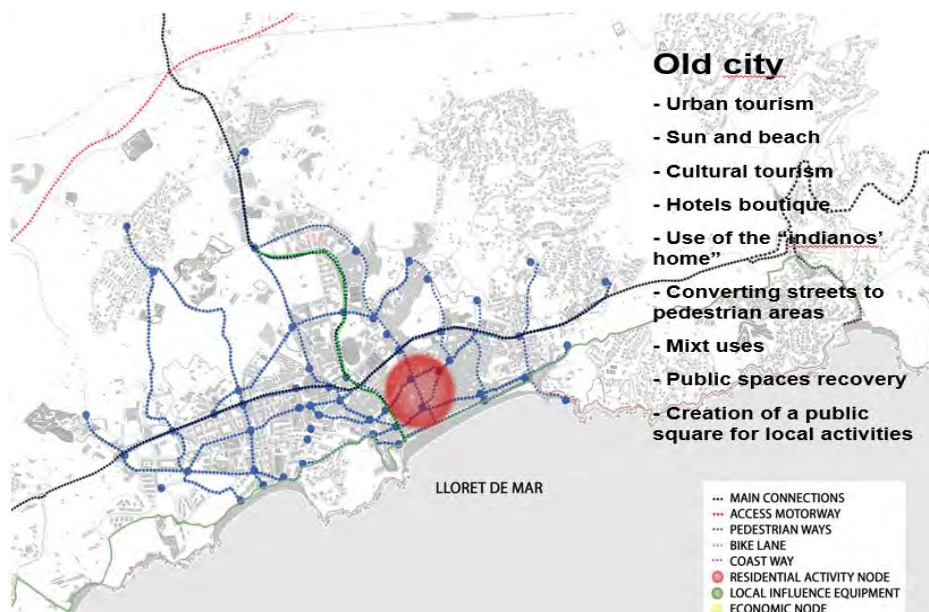 Old city
- Urban tourism
- Sun and beach
- Cultural tourism
- Hotels boutique
- Use of the “indianos’
home”
- Converting streets to
pedestrian areas
- Mixt uses
- Public spaces recovery
- Creation of a public
square for local activities
LLORET DE MAR
MAIN CONNECTIONS
ACCESS MOTORWAY
PEDESTRIAN WAYS
BIKE LANE
COAST WAY
RESIDENTIAL ACTIVITY NODE
LOCAL INFLUENCE EQUIPMENT
ECONOMIC NODE